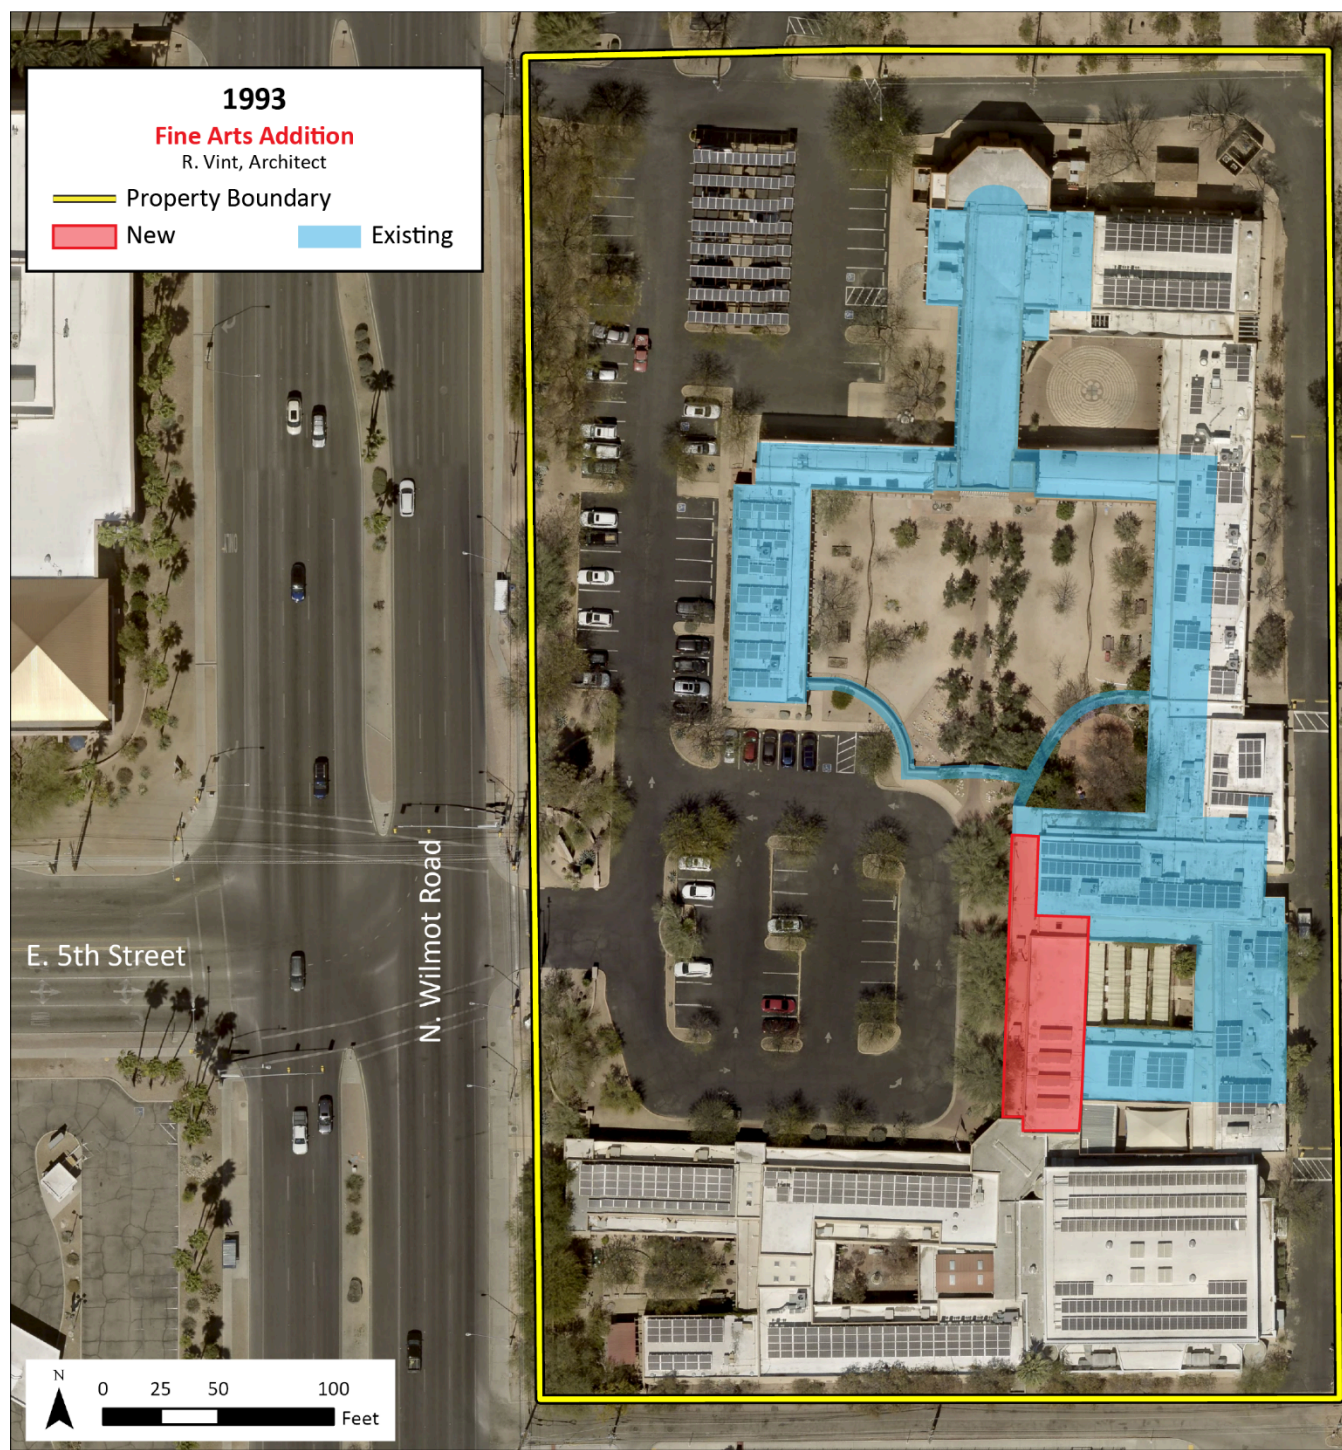 1993
Fine Arts Addition
R. Vint, Architect
Property Boundary
New Existing
E. 5th Street
N. Wilmot Road
N
0 25 50 100
Feet